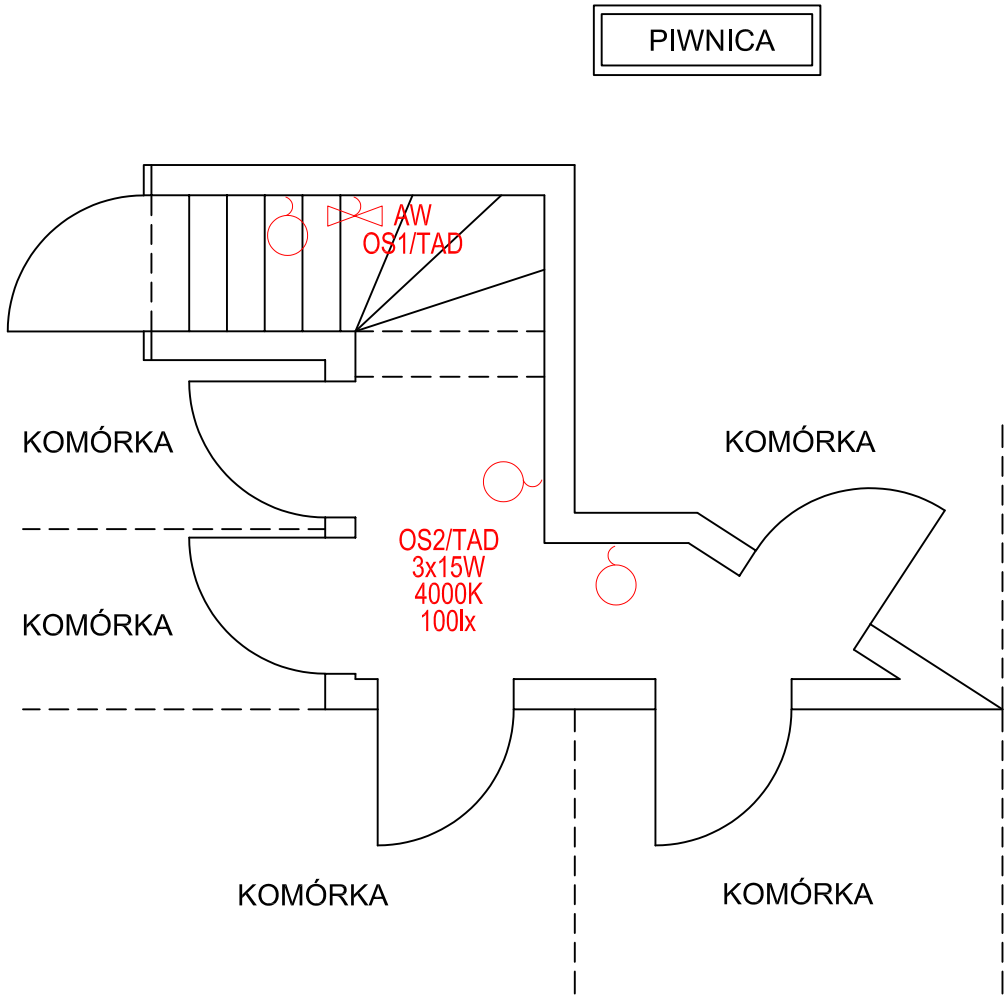 PIWNICA
AW
OS1/TAD
KOMÓRKA
KOMÓRKA
OS2/TAD
3x15W
4000K
100lx
KOMÓRKA
KOMÓRKA
KOMÓRKA